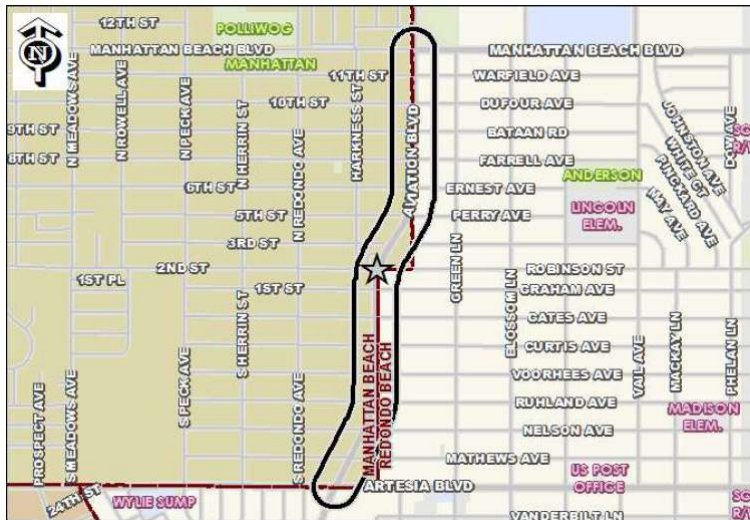 12TH ST
POLLIWOG
MANHATTAN BEACH BLVD
MANHATTAN BEACH BLVD
N
MANHATTAN
11TH ST
WARFIELD AVE
N MEADOWS AVE
N ROWELL AVE
N PECK AVE
N HERRIN ST
10TH ST
HARKNESS ST
DUFOUR AVE
JOHNSTON AVE
DOW AVE
9TH ST
N REDONDO AVE
AVIATION BLVD
BATAAN RD
WHITE CT
8TH ST
FARRELL AVE
PINCKARD AVE
6TH ST
ERNEST AVE
ANDERSON
MAY AVE
5TH ST
PERRY AVE
LINCOLN
ELEM.
3RD ST
2ND ST
GREEN LN
ROBINSON ST
1ST PL
1ST ST
BLOSSOM LN
GRAHAM AVE
GATES AVE
S HERRIN ST
CURTIS AVE
VAIL AVE
MACKAY LN
PHELAN LN
MANHATTAN BEACH
REDONDO BEACH
VOORHEES AVE
S PECK AVE
S REDONDO AVE
RUHLAND AVE
MADISON
ELEM.
PROSPECT AVE
S MEADOWS AVE
NELSON AVE
MATHEWS AVE
US POST
OFFICE
ARTESIA BLVD
24TH ST
WYLIE SUMP
VANDERBILT LN